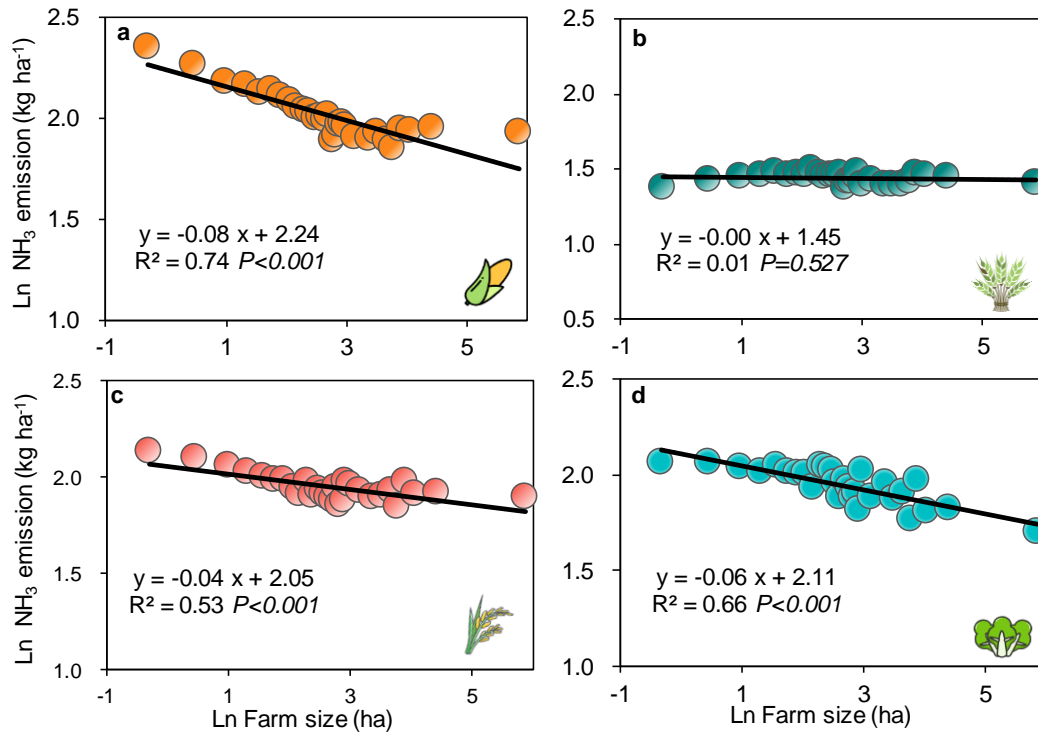 Ln NH₃ emission (kg ha⁻¹)
2.5
2.0
1.5
1.0
a
y = -0.08 x + 2.24
R² = 0.74 P<0.001
-1 1 3 5
2.5
2.0
1.5
1.0
0.5
b
y = -0.00 x + 1.45
R² = 0.01 P=0.527
-1 1 3 5
Ln NH₃ emission (kg ha⁻¹)
2.5
2.0
1.5
1.0
c
y = -0.04 x + 2.05
R² = 0.53 P<0.001
-1 1 3 5
Ln Farm size (ha)
2.5
2.0
1.5
1.0
d
y = -0.06 x + 2.11
R² = 0.66 P<0.001
-1 1 3 5
Ln Farm size (ha)